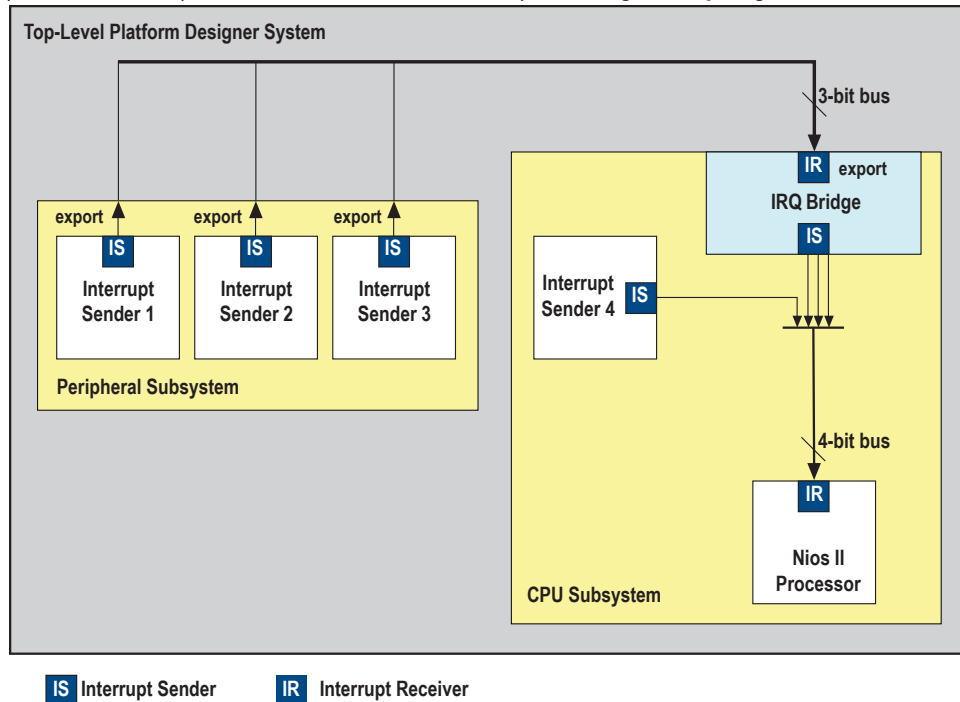 Top-Level Platform Designer System
3-bit bus
IR export
IRQ Bridge
IS
export export export
IS IS IS
Interrupt
Sender 1
Interrupt
Sender 2
Interrupt
Sender 3
Peripheral Subsystem
Interrupt
Sender 4
IS
4-bit bus
IR
Nios II
Processor
CPU Subsystem
IS Interrupt Sender
IR Interrupt Receiver